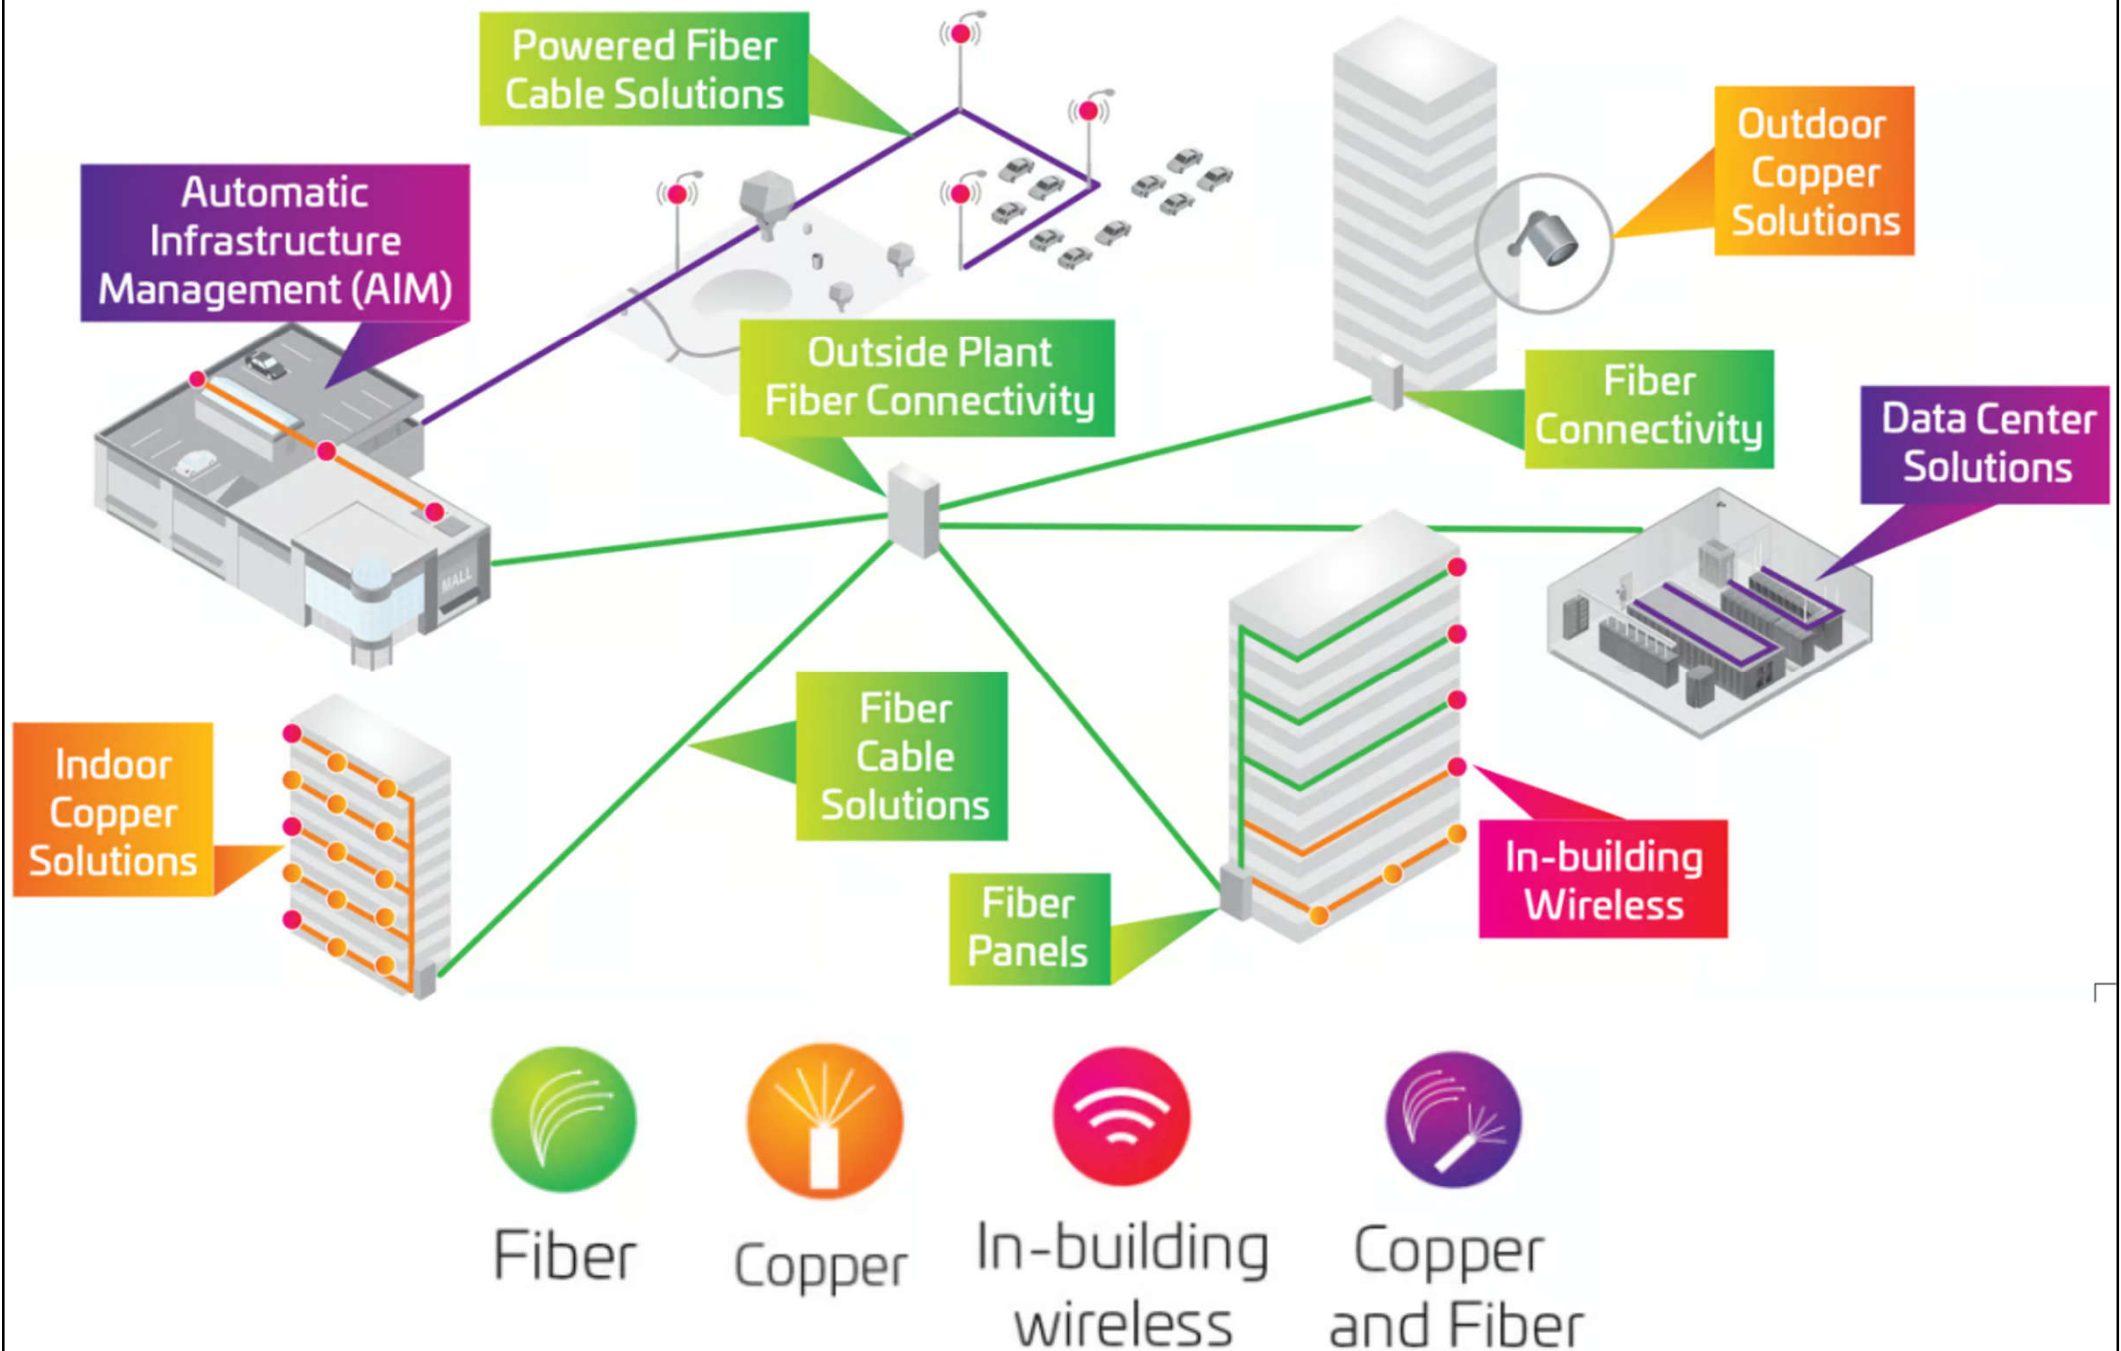 Powered Fiber
Cable Solutions
Automatic
Infrastructure
Management (AIM)
Outdoor
Copper
Solutions
Outside Plant
Fiber Connectivity
Fiber
Connectivity
Data Center
Solutions
MALL
Indoor
Copper
Solutions
Fiber
Cable
Solutions
Fiber
Panels
In-building
Wireless
Fiber
Copper
In-building
wireless
Copper
and Fiber